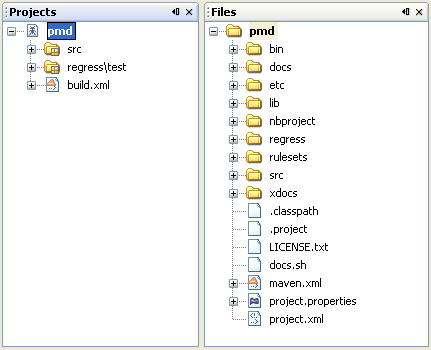 Projects
pmd
src
regress\test
build.xml
Files
pmd
bin
docs
etc
lib
nbproject
regress
rulesets
src
xdocs
.classpath
.project
LICENSE.txt
docs.sh
maven.xml
project.properties
project.xml